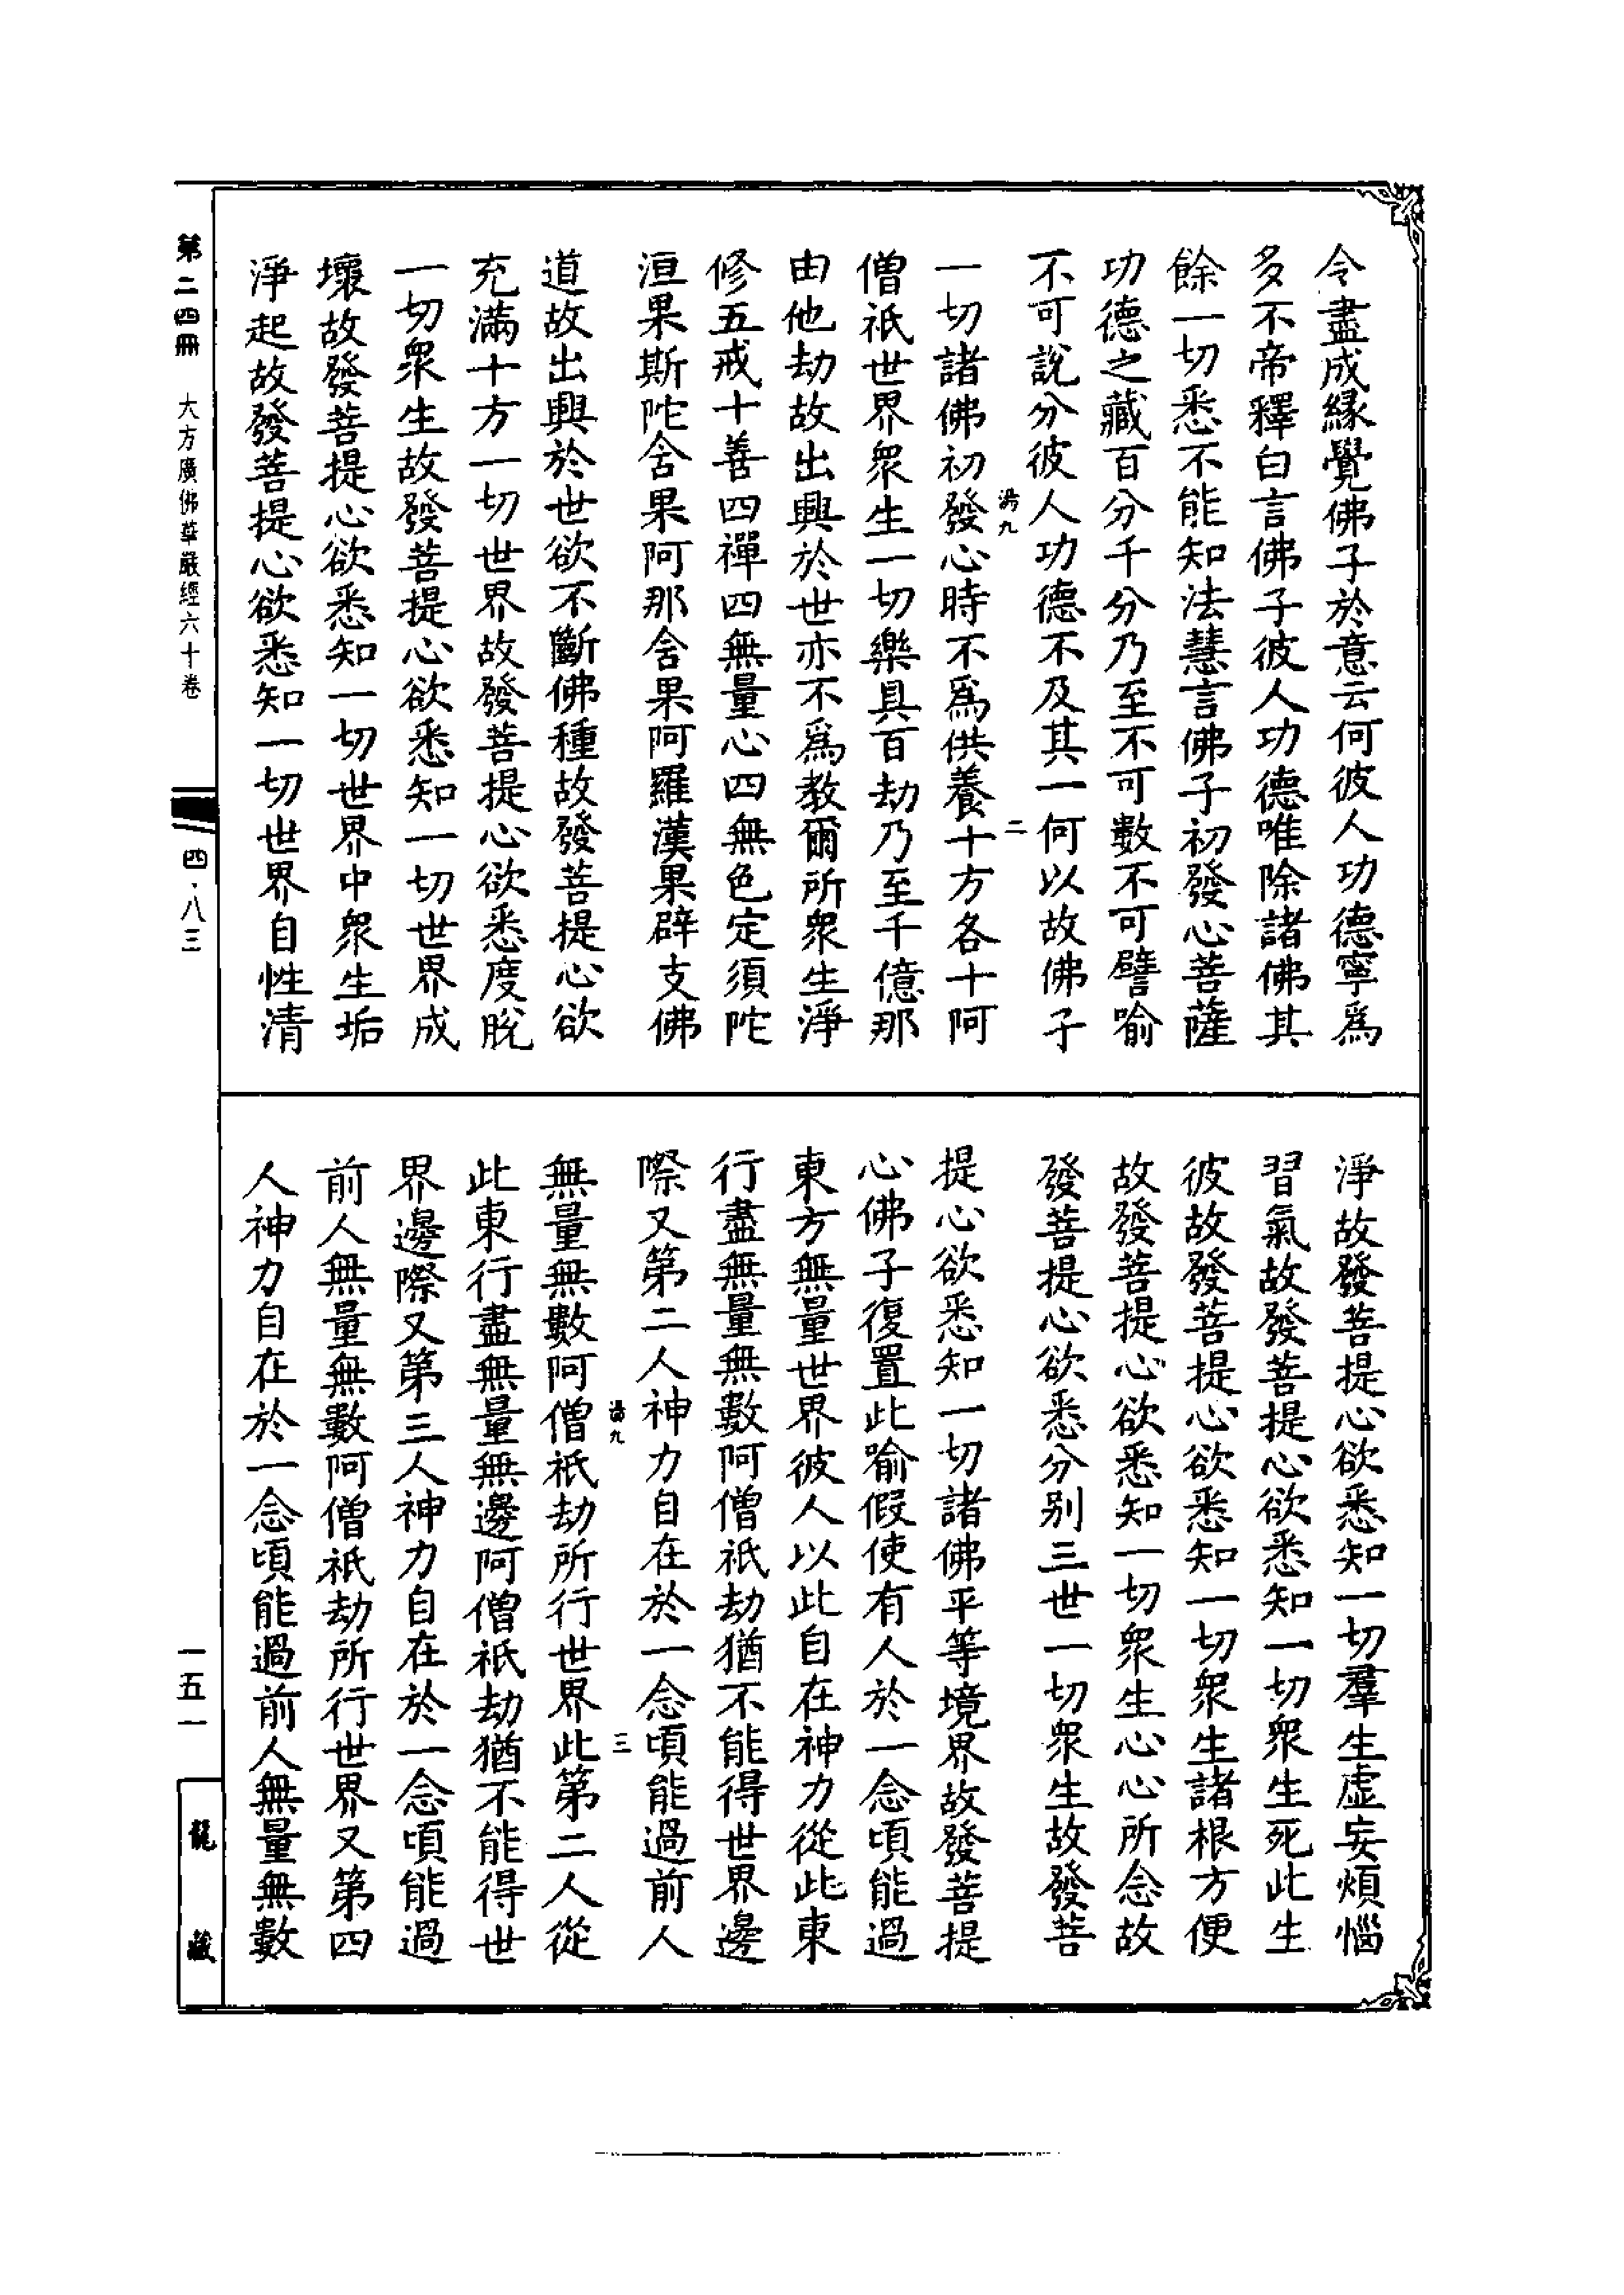 令盡成緣覺佛子於意云何彼人功德寧爲
多不帝釋白言佛子彼人功德唯除諸佛其
餘一切悉不能知法慧言佛子初發心菩薩
功德之藏百分千分乃至不可數不可譬喻
不可說分彼人功德不及其一何以故佛子
一切諸佛初發心時不爲供養十方各十阿
僧祇世界衆生一切樂具百劫乃至千億那
由他劫故出興於世亦不爲教爾所衆生淨
修五戒十善四禪四無量心四無色定須陀
洹果斯陀含果阿那含果阿羅漢果辟支佛
道故出興於世欲不斷佛種故發菩提心欲
充滿十方一切世界故發菩提心欲悉度脫
一切衆生故發菩提心欲悉知一切世界成
壞故發菩提心欲悉知一切世界中衆生垢
淨起故發菩提心欲悉知一切世界自性清
淨故發菩提心欲悉知一切羣生虛妄煩惱
習氣故發菩提心欲悉知一切衆生死此生
彼故發菩提心欲悉知一切衆生諸根方便
故發菩提心欲悉知一切衆生心心所念故
發菩提心欲悉分别三世一切衆生故發菩
提心欲悉知一切諸佛平等境界故發菩提
心佛子復置此喻假使有人於一念頃能過
東方無量世界彼人以此自在神力從此東
行盡無量無數阿僧祇劫猶不能得世界邊
際又第二人神力自在於一念頃能過前人
無量無數阿僧祇劫所行世界此第二人從
此東行盡無量無邊阿僧祇劫猶不能得世
界邊際又第三人神力自在於一念頃能過
前人無量無數阿僧祇劫所行世界又第四
人神力自在於一念頃能過前人無量無數
湯九
二
湯九
三
第二四冊 大方廣佛華嚴經六十卷
四·八三
一五一
龍藏